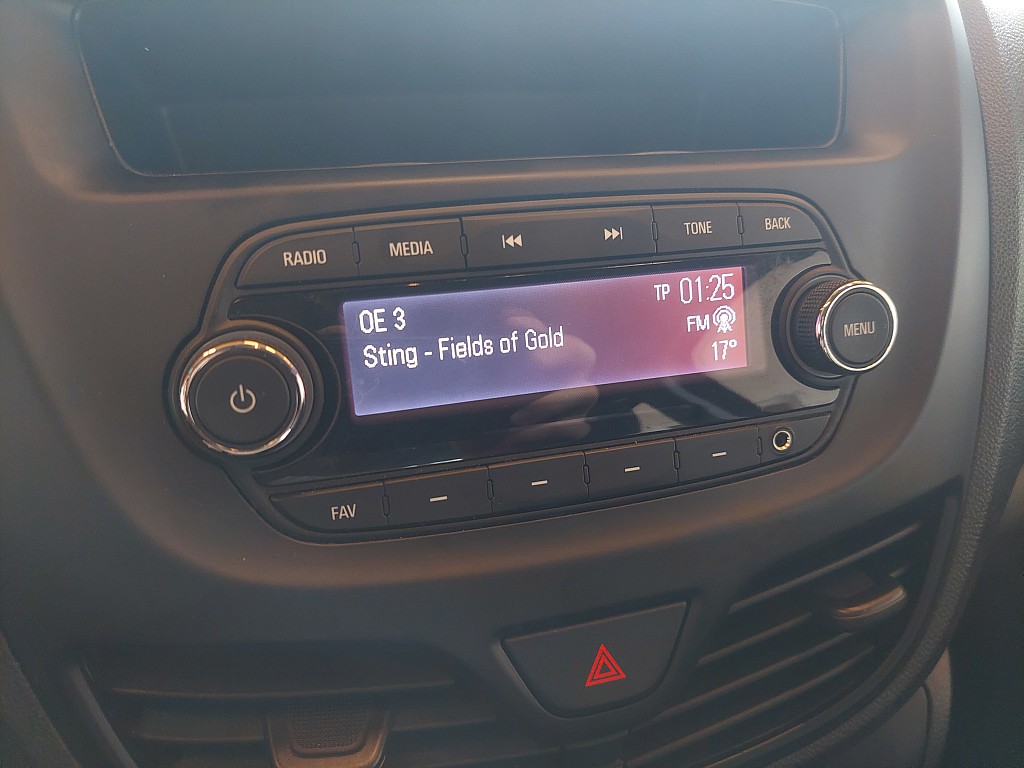 RADIO
MEDIA
TONE
BACK
OE 3
TP 01:25
FM
Sting - Fields of Gold
17°
MENU
FAV